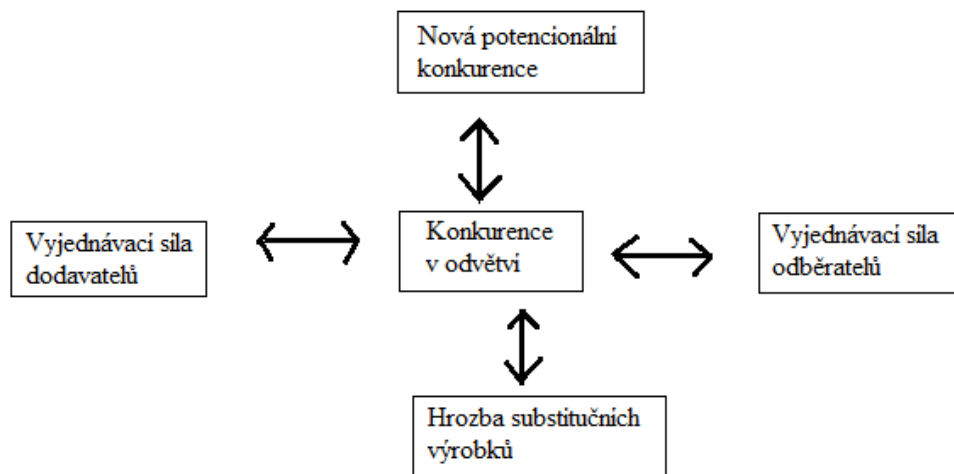 Nová potencionální
konkurence
Vyjednávací síla
dodavatelů
Konkurence
v odvětví
Vyjednávací síla
odběratelů
Hrozba substitučních
výrobků